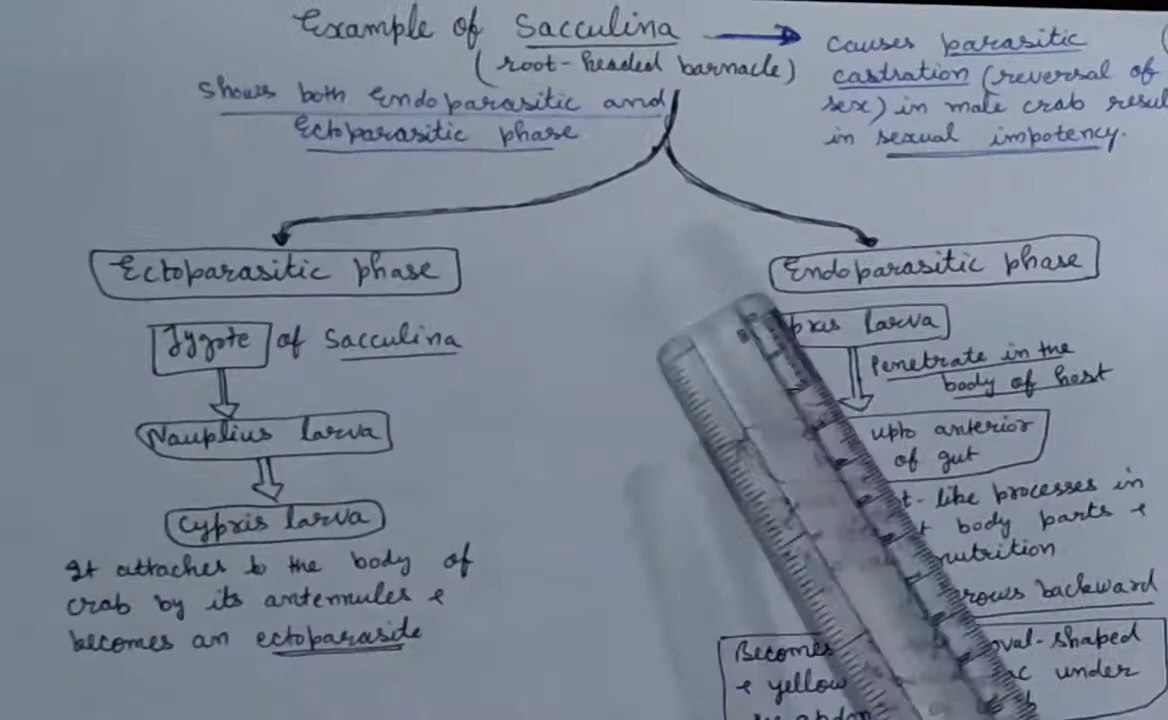 Example of Sacculina
(root-headed barnacle)
Shows both Endoparasitic and
Ectoparasitic phase
causes parasitic
castration (reversal of
sex) in male crab
in sexual impotency.
Ectoparasitic phase
Zygote of Sacculina
Nauplius larva
Cypris larva
It attaches to the body of
crab by its antennules &
becomes an ectoparasite
Endoparasitic phase
larva
Penetrate in the
body of host
upto anterior
of gut
like processes in
body parts &
nutrition
backward
Becomes oval-shaped
& yellow under